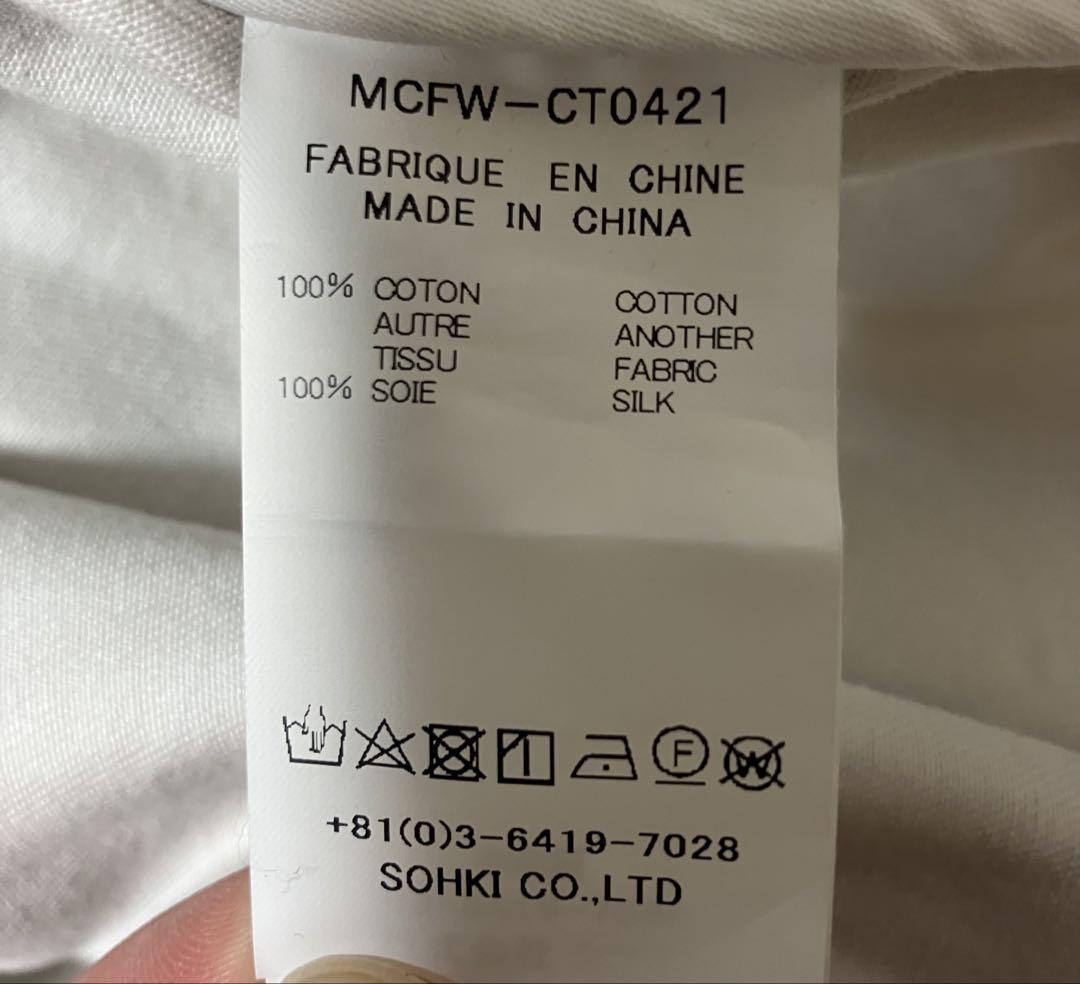 MCFW-CT0421
FABRIQUE EN CHINE
MADE IN CHINA
100% COTON COTTON
AUTRE ANOTHER
TISSU FABRIC
100% SOIE SILK
F W
+81(0)3-6419-7028
SOHKI CO.,LTD